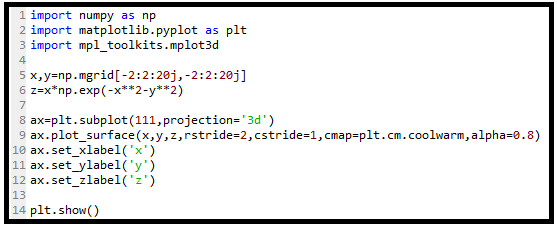 1 import numpy as np
2 import matplotlib.pyplot as plt
3 import mpl_toolkits.mplot3d
4
5 x,y=np.mgrid[-2:2:20j,-2:2:20j]
6 z=x*np.exp(-x**2-y**2)
7
8 ax=plt.subplot(111,projection='3d')
9 ax.plot_surface(x,y,z,rstride=2,cstride=1,cmap=plt.cm.coolwarm,alpha=0.8)
10 ax.set_xlabel('x')
11 ax.set_ylabel('y')
12 ax.set_zlabel('z')
13
14 plt.show()